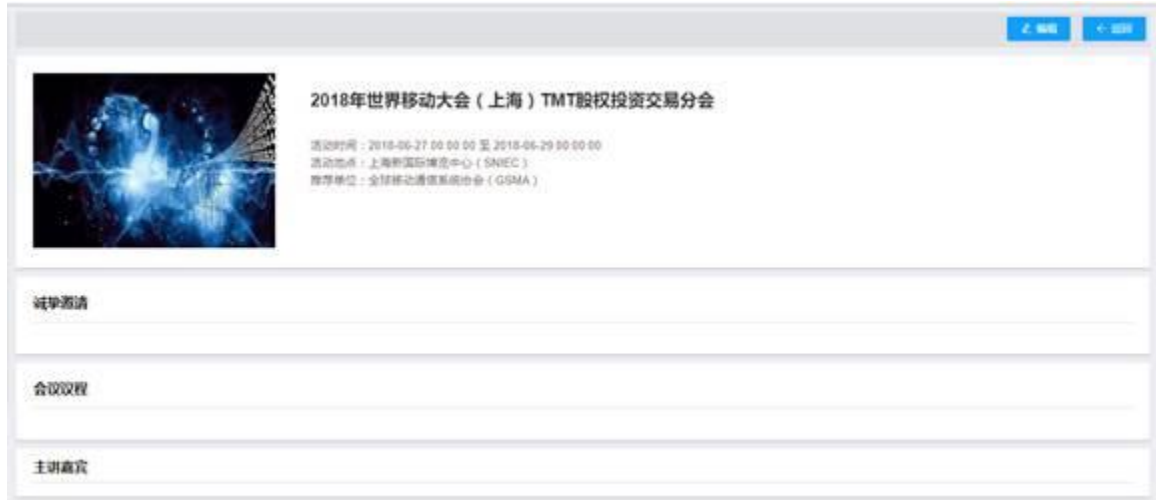 编辑
返回
2018年世界移动大会（上海）TMT股权投资交易分会
活动时间：2018-06-27 00:00:00 至 2018-06-29 00:00:00
活动地点：上海新国际博览中心（SNIEC）
推荐单位：全球移动通信系统协会（GSMA）
诚挚邀请
会议议程
主讲嘉宾